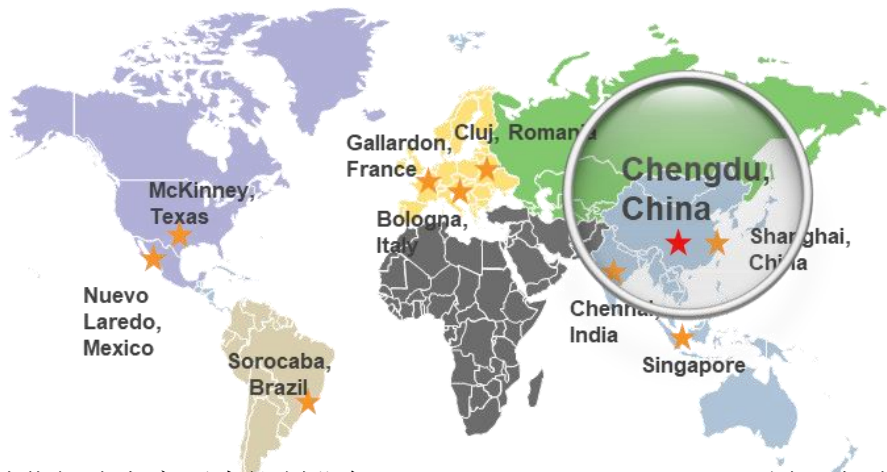 Gallardon,
France
Cluj, Romania
McKinney,
Texas
Chengdu,
China
Bologna,
Italy
Shanghai,
China
Nuevo
Laredo,
Mexico
Chennai,
India
Sorocaba,
Brazil
Singapore